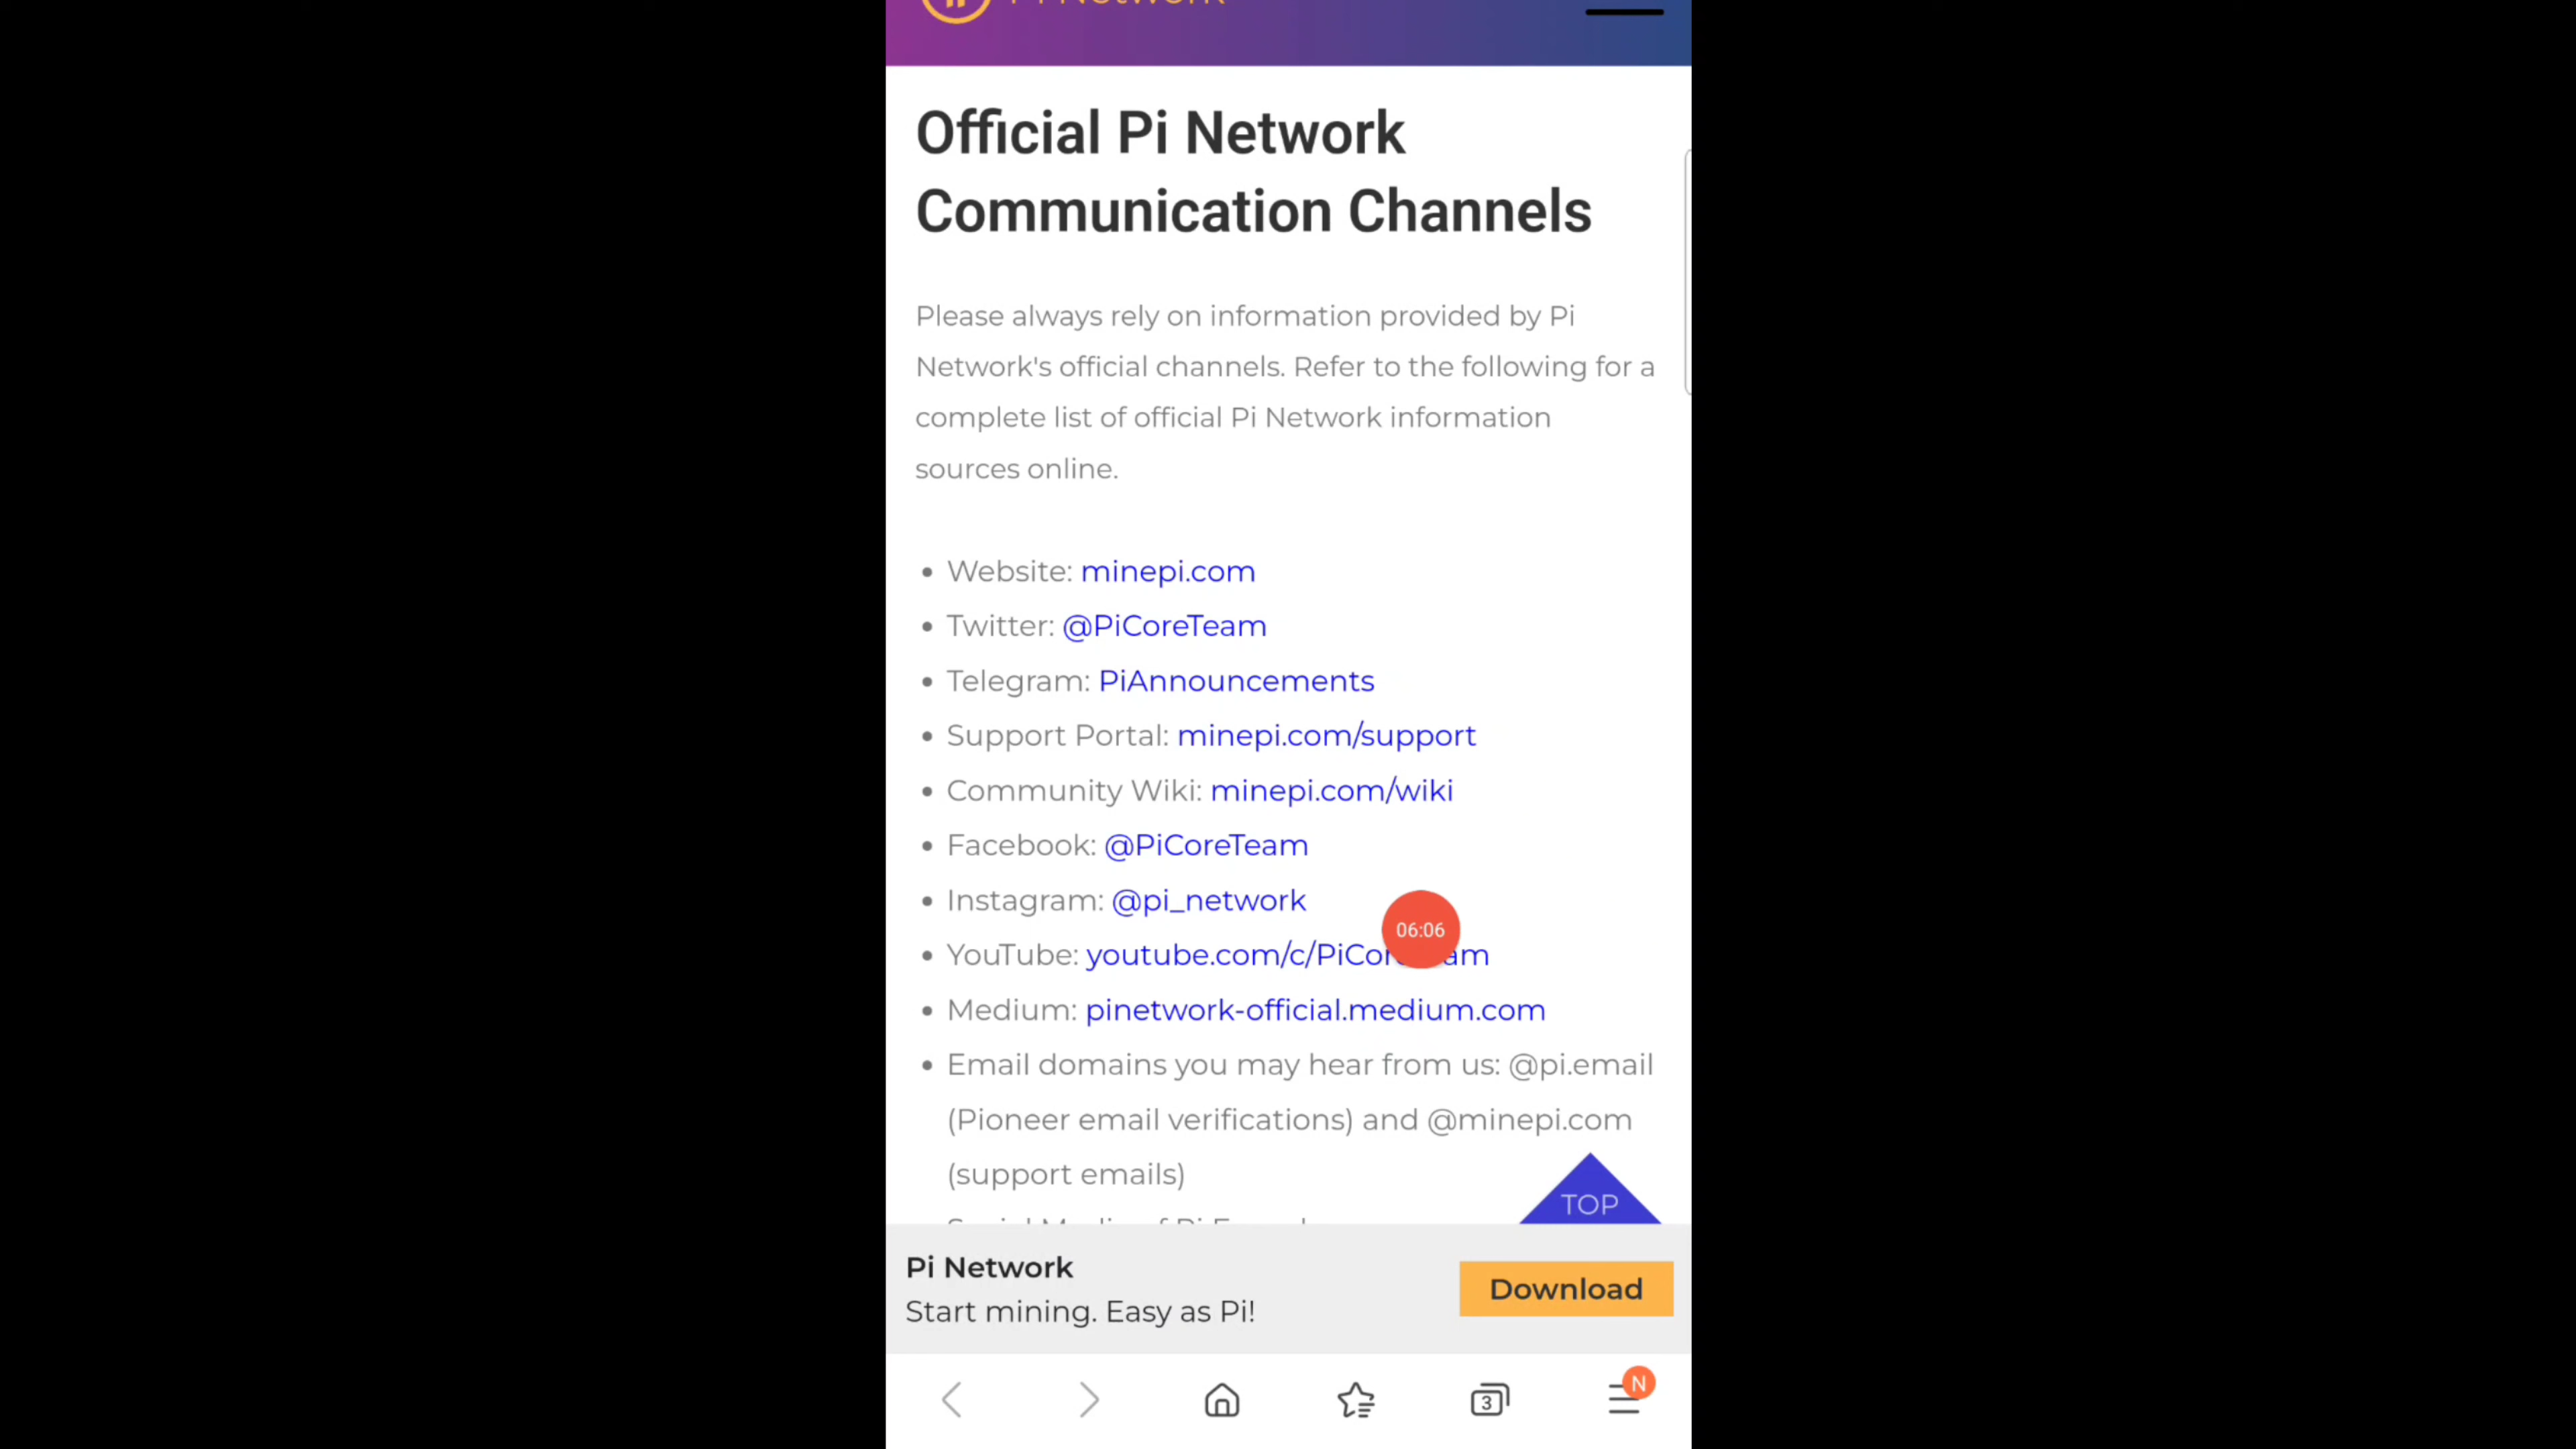 Pi Network
Official Pi Network
Communication Channels
Please always rely on information provided by Pi
Network's official channels. Refer to the following for a
complete list of official Pi Network information
sources online.
Website: minepi.com
Twitter: @PiCoreTeam
Telegram: PiAnnouncements
Support Portal: minepi.com/support
Community Wiki: minepi.com/wiki
Facebook: @PiCoreTeam
Instagram: @pi_network
06:06
YouTube: youtube.com/c/PiCor am
Medium: pinetwork-official.medium.com
Email domains you may hear from us: @pi.email
(Pioneer email verifications) and @minepi.com
(support emails)
TOP
Pi Network
Download
Start mining. Easy as Pi!
3
N